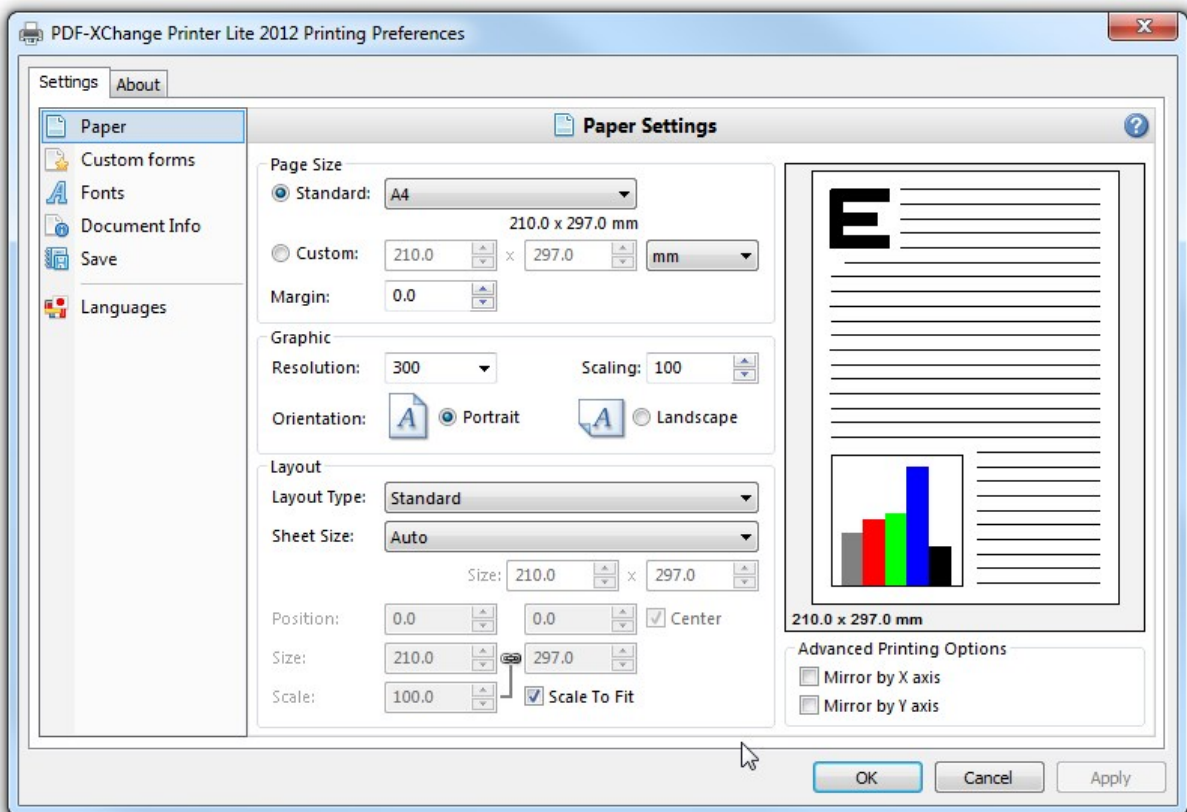 PDF-XChange Printer Lite 2012 Printing Preferences
Settings About
Paper
Custom forms
Fonts
Document Info
Save
Languages
Paper Settings
Page Size
Standard: A4
210.0 x 297.0 mm
Custom: 210.0 x 297.0 mm
Margin: 0.0
Graphic
Resolution: 300 Scaling: 100
Orientation: A Portrait A Landscape
Layout
Layout Type: Standard
Sheet Size: Auto
Size: 210.0 x 297.0
Position: 0.0 0.0 Center
Size: 210.0 297.0
Scale: 100.0 Scale To Fit
E
210.0 x 297.0 mm
Advanced Printing Options
Mirror by X axis
Mirror by Y axis
OK Cancel Apply